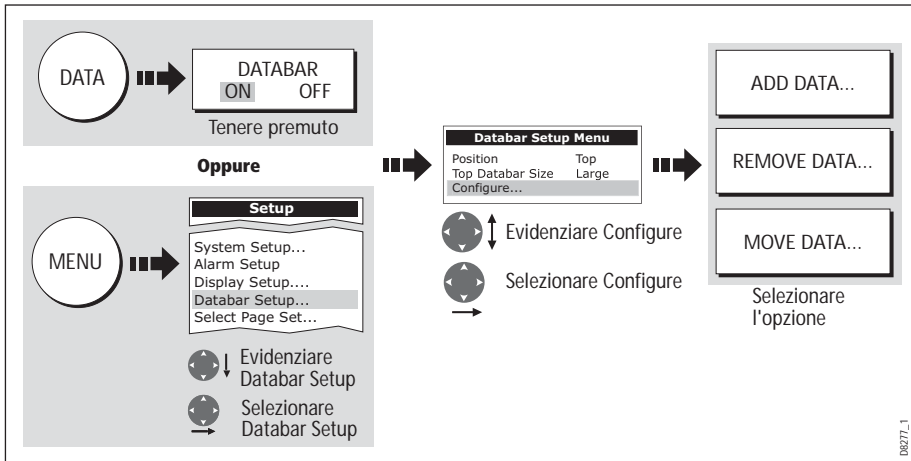 DATA
DATABAR
ON OFF
Tenere premuto
Oppure
MENU
Setup
System Setup...
Alarm Setup
Display Setup....
Databar Setup...
Select Page Set...
Evidenziare
Databar Setup
Selezionare
Databar Setup
Databar Setup Menu
Position Top
Top Databar Size Large
Configure...
Evidenziare Configure
Selezionare Configure
ADD DATA...
REMOVE DATA...
MOVE DATA...
Selezionare
l'opzione
D8277_1